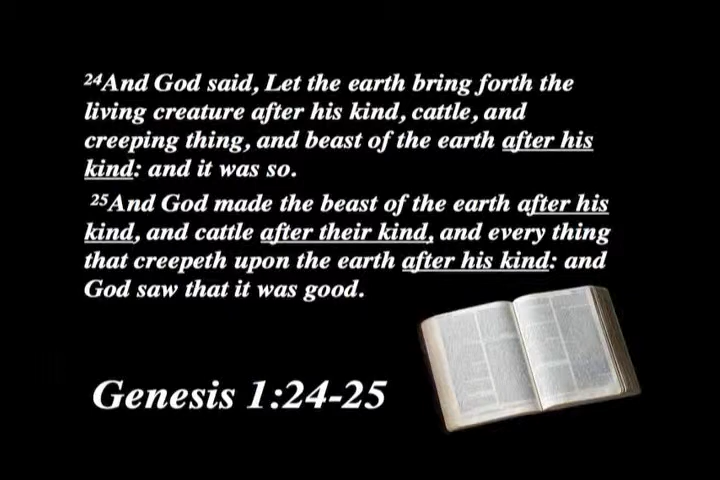 24And God said, Let the earth bring forth the
living creature after his kind, cattle, and
creeping thing, and beast of the earth after his
kind: and it was so.
25And God made the beast of the earth after his
kind, and cattle after their kind, and every thing
that creepeth upon the earth after his kind: and
God saw that it was good.
Genesis 1:24-25